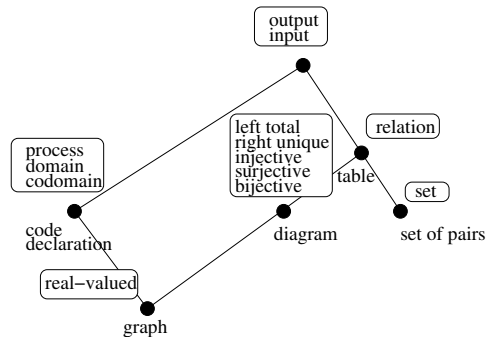 output
input
relation
left total
right unique
injective
surjective
bijective
table
process
domain
codomain
set
code
declaration
diagram
set of pairs
real-valued
graph